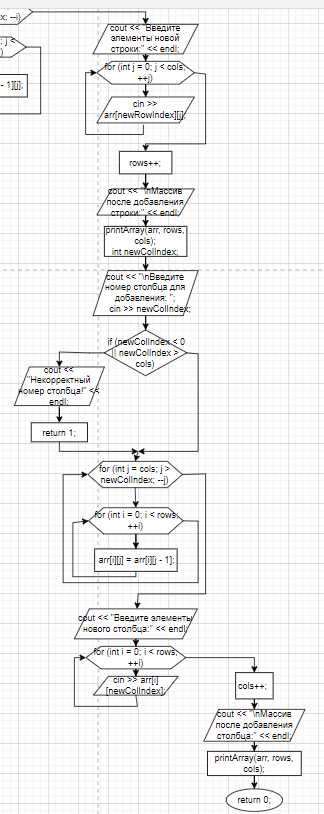 x; --i)
; j <
)
- 1][j];
cout << "Введите
элементы новой
строки:" << endl;
for (int j = 0; j < cols;
++j)
cin >>
arr[newRowIndex][j];
rows++;
cout << "\nМассив
после добавления
строки:" << endl;
printArray(arr, rows,
cols);
int newColIndex;
cout << "\nВведите
номер столбца для
добавления: ";
cin >> newColIndex;
if (newColIndex < 0
|| newColIndex >
cols)
cout <<
"Некорректный
номер столбца!" <<
endl;
return 1;
for (int j = cols; j >
newColIndex; --j)
for (int i = 0; i < rows;
++i)
arr[i][j] = arr[i][j - 1];
cout << "Введите элементы
нового столбца:" << endl;
for (int i = 0; i < rows;
++i)
cin >> arr[i]
[newColIndex];
cols++;
cout << "\nМассив
после добавления
столбца:" << endl;
printArray(arr, rows,
cols);
return 0;